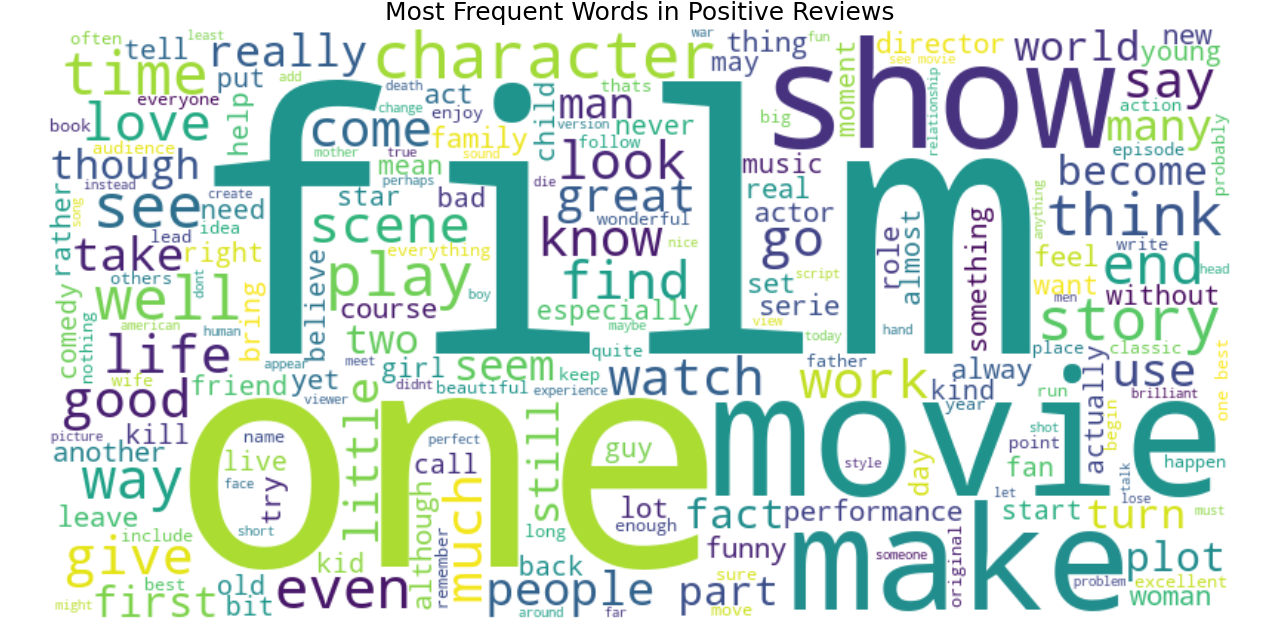 Most Frequent Words in Positive Reviews
often
least
tell
really
character
war
thing
fun
director
world
new
time
put
add
may
see movie
young
everyone
death
act
thats
moment
say
book
love
help
change
enjoy
child
man
big
show
relationship
action
many
probably
audience
come
family
version
never
film
episode
though
mother
true
sound
follow
look
music
become
instead
create
perhaps
mean
die
great
real
see
need
star
bad
wonderful
actor
anything
think
rather
song
idea
scene
know
nice
go
role
almost
something
write
take
lead
right
everything
find
set
script
feel
end
head
others
dont
believe
play
boy
especially
serie
want
men
without
well
bring
course
maybe
view
story
comedy
nothing
american
human
two
quite
today
hand
place
classic
life
appear
meet
girl
seem
keep
father
alway
actually
use
wife
friend
yet
didnt
beautiful
experience
watch
work
kind
run
brilliant
one best
good
viewer
little
one
movie
year
picture
kill
name
perfect
still
guy
shot
begin
another
live
call
style
day
point
fan
talk
happen
way
face
try
much
lot
let
lose
leave
short
long
enough
fact
performance
start
turn
must
include
although
remember
funny
make
someone
original
plot
give
kid
back
sure
problem
excellent
best
old
even
people
part
woman
might
first
bit
around
far
move